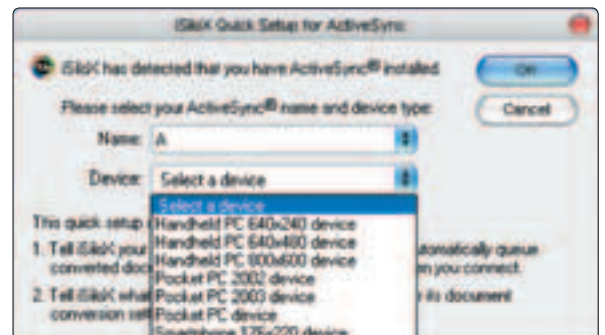 iSiloX Quick Setup for ActiveSync
iSiloX has detected that you have ActiveSync® installed.
OK
Please select your ActiveSync® name and device type:
Cancel
Name: A
Device: Select a device
Select a device
This quick setup
Handheld PC 640x240 device
1. Tell iSiloX your
Handheld PC 640x480 device
automatically queue
Handheld PC 800x600 device
converted
you connect.
Pocket PC 2002 device
2. Tell iSiloX what
Pocket PC 2003 device
its document
conversion
Pocket PC device
Smartphone 176x220 device